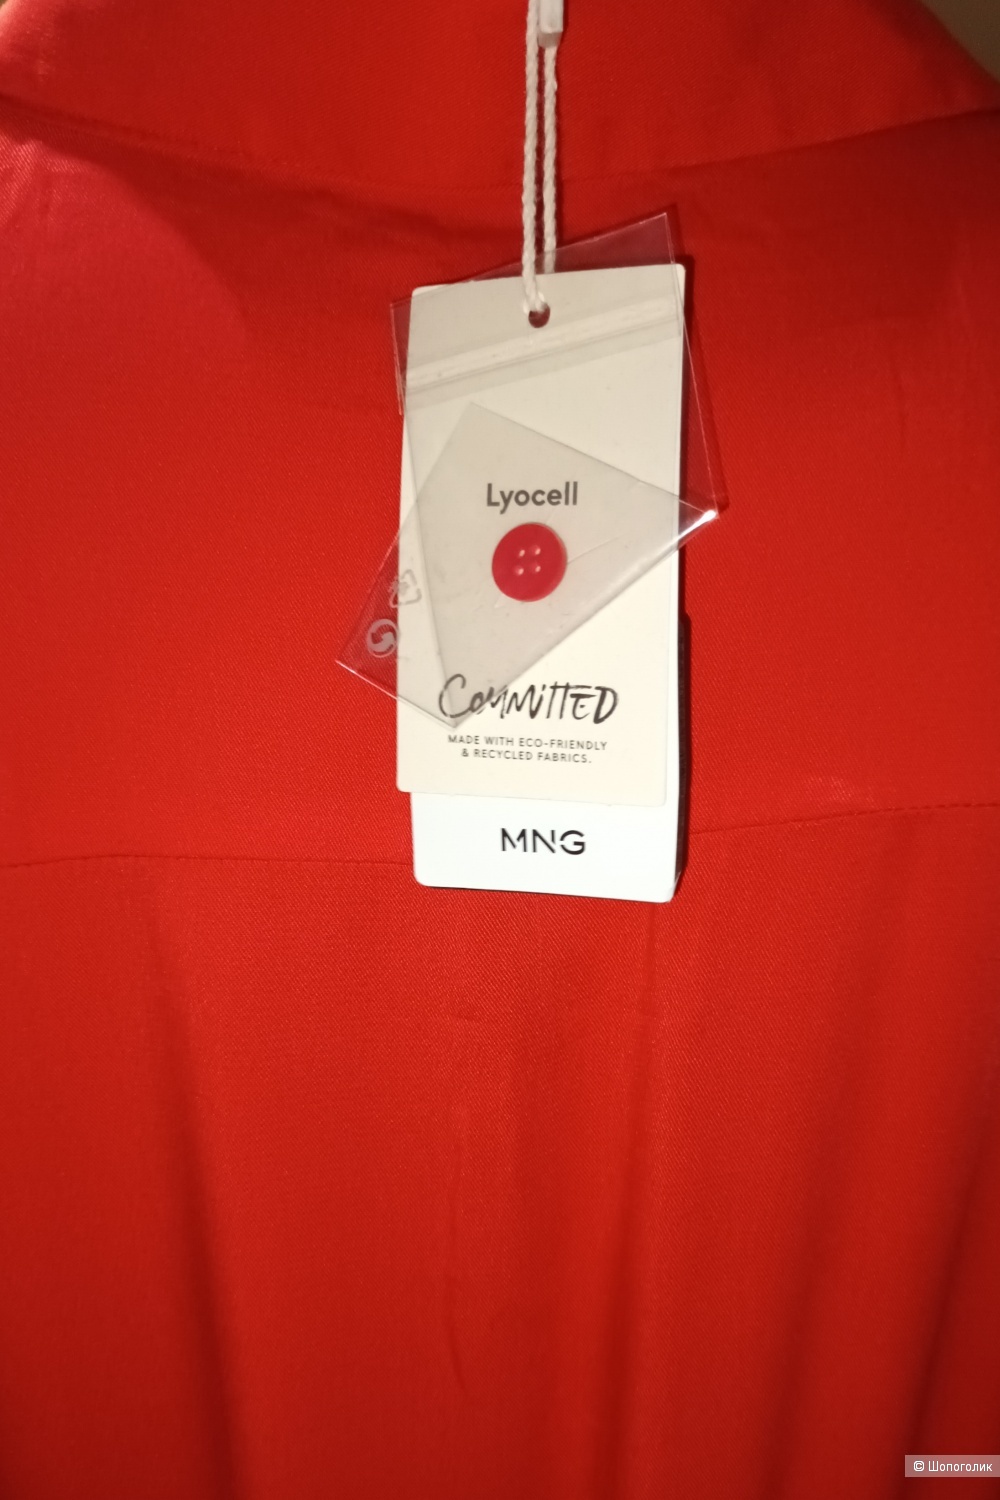 Lyocell
COMMITTED
MADE WITH ECO-FRIENDLY
& RECYCLED FABRICS.
MNG
© Шопоголик